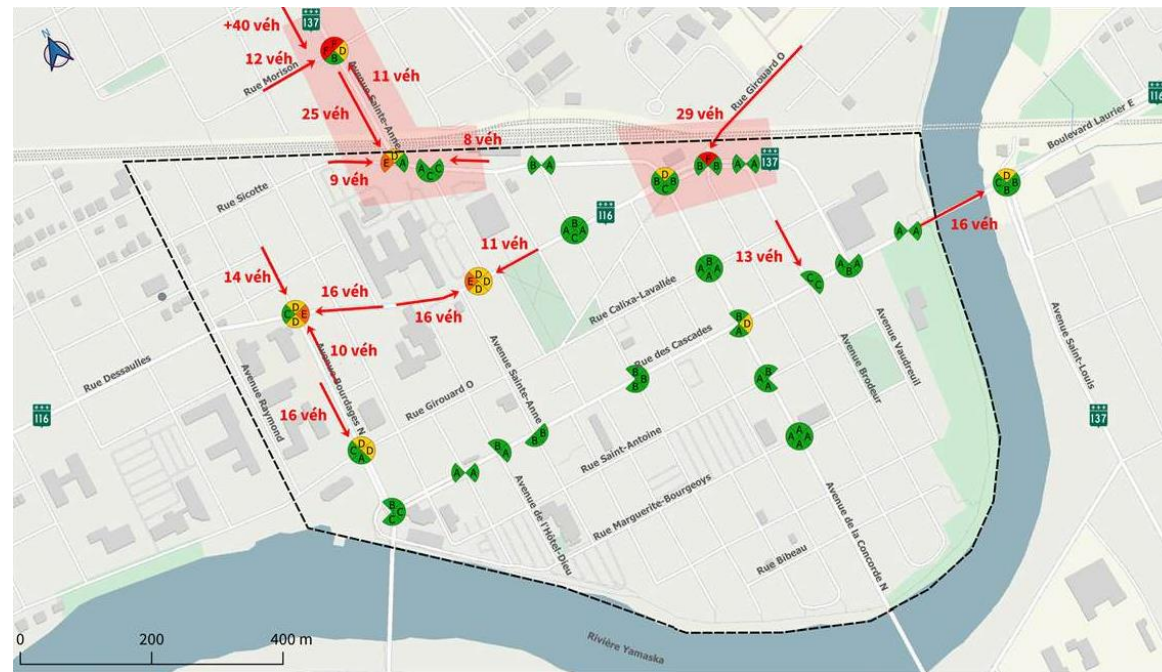 +40 véh
137
N
12 véh
F F D B
Rue Morison
Avenue Sainte-Anne
11 véh
25 véh
Rue Girouard O
29 véh
116
Boulevard Laurier E
8 véh
9 véh
E D A
A C C
B A
B D B C
B F B
A A
137
C D B B
Rue Sicotte
116
A B A C
A A
16 véh
11 véh
E D D D
14 véh
16 véh
16 véh
C D E D
A B A A
13 véh
C C
A A B
Rue Calixa-Lavallée
Rue des Cascades
B D A
10 véh
Rue Dessaulles
Avenue Raymond
Avenue Bourdages N
Avenue Sainte-Anne
Avenue Brodeur
Avenue Vaudreuil
Avenue Saint-Louis
B B B
A B A
116
16 véh
Rue Girouard O
137
C D D A
B A
B B
A A
Rue Saint-Antoine
A A A A
B C C
Rue Marguerite-Bourgeoys
Avenue de l'Hôtel-Dieu
Avenue de la Concorde N
Rue Bibeau
0 200 400 m
Rivière Yamaska